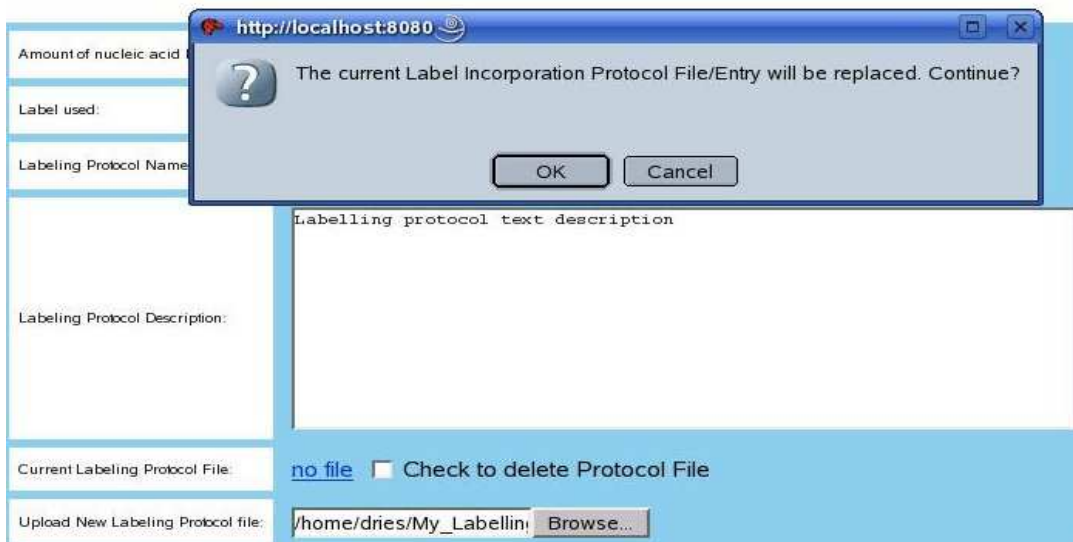 http://localhost:8080
The current Label Incorporation Protocol File/Entry will be replaced. Continue?
OK Cancel
Amount of nucleic acid
Label used:
Labeling Protocol Name
Labeling Protocol Description:
Labelling protocol text description
Current Labeling Protocol File: no file Check to delete Protocol File
Upload New Labeling Protocol file: /home/dries/My_Labelling Browse...